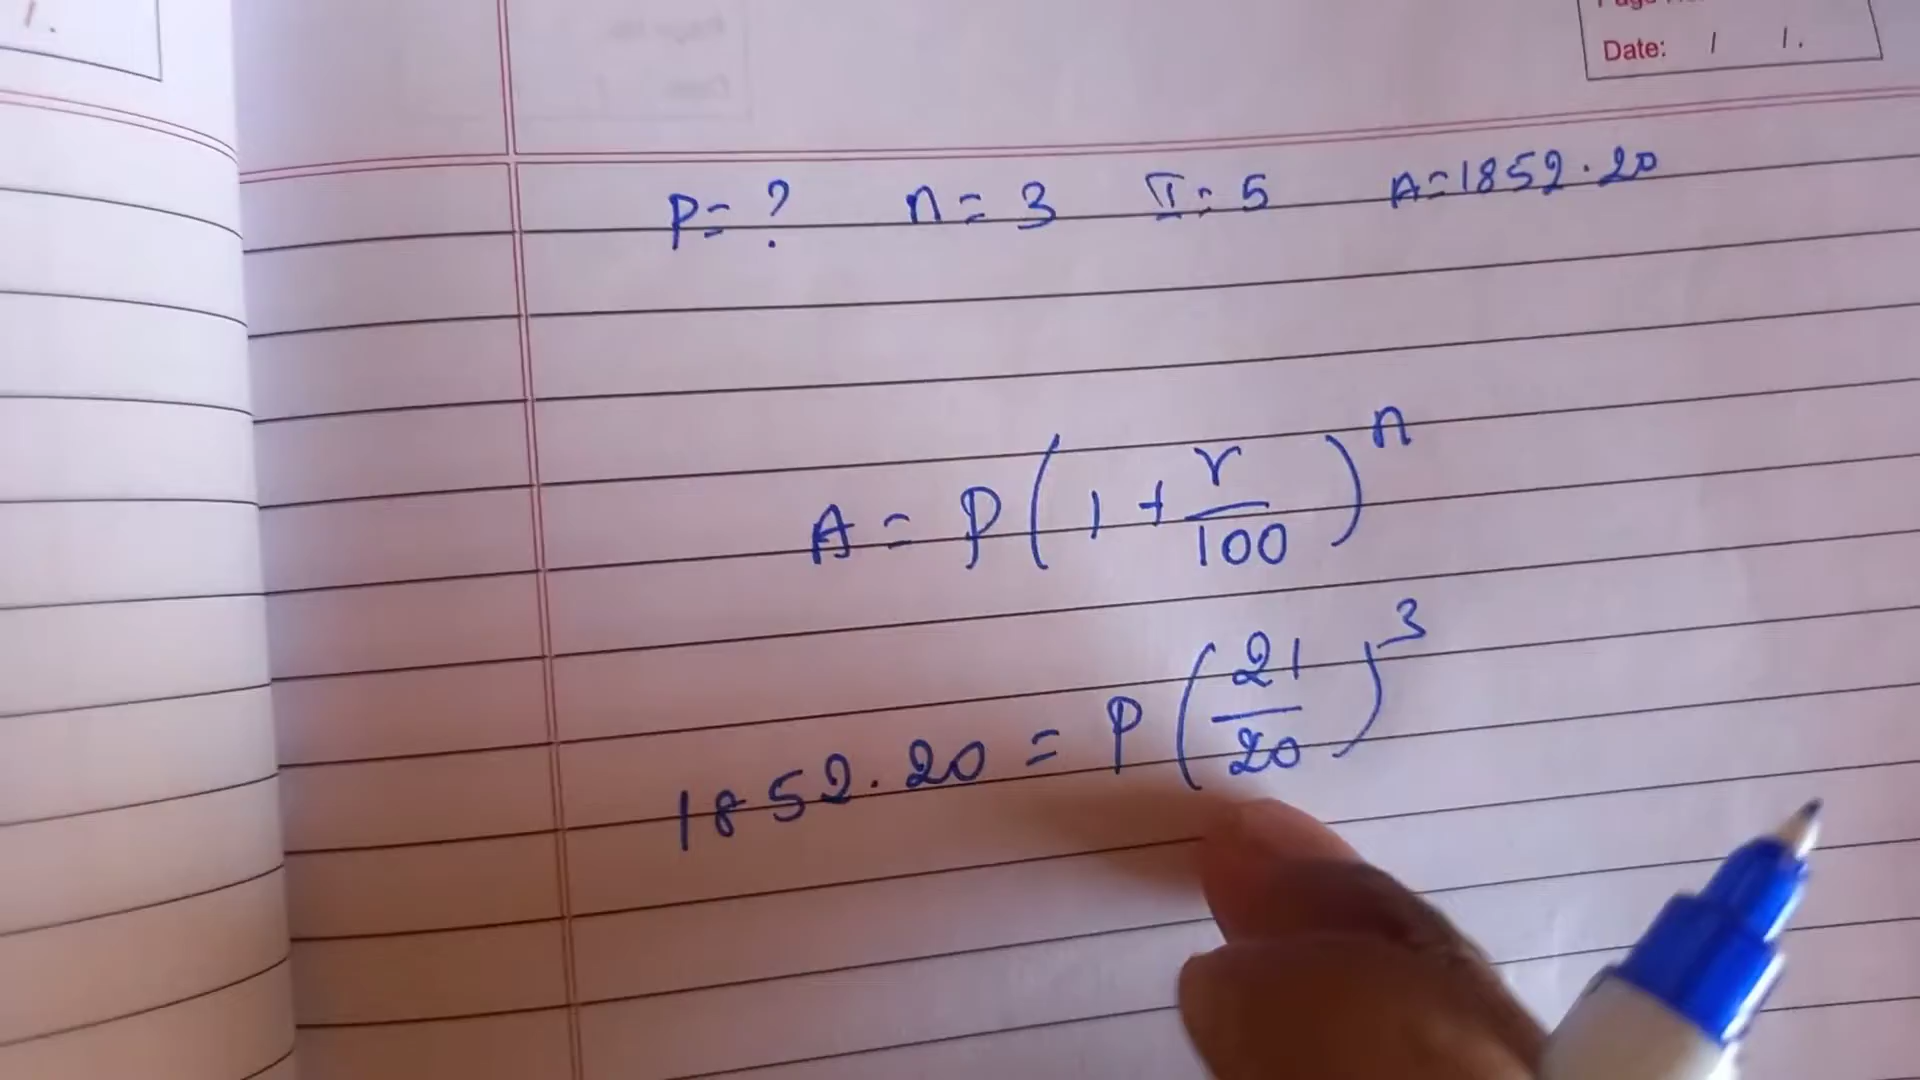 Date: / /.
P = ? n = 3 r = 5 A = 1852.20
A = P(1 + r/100)^n
1852.20 = P(21/20)^3